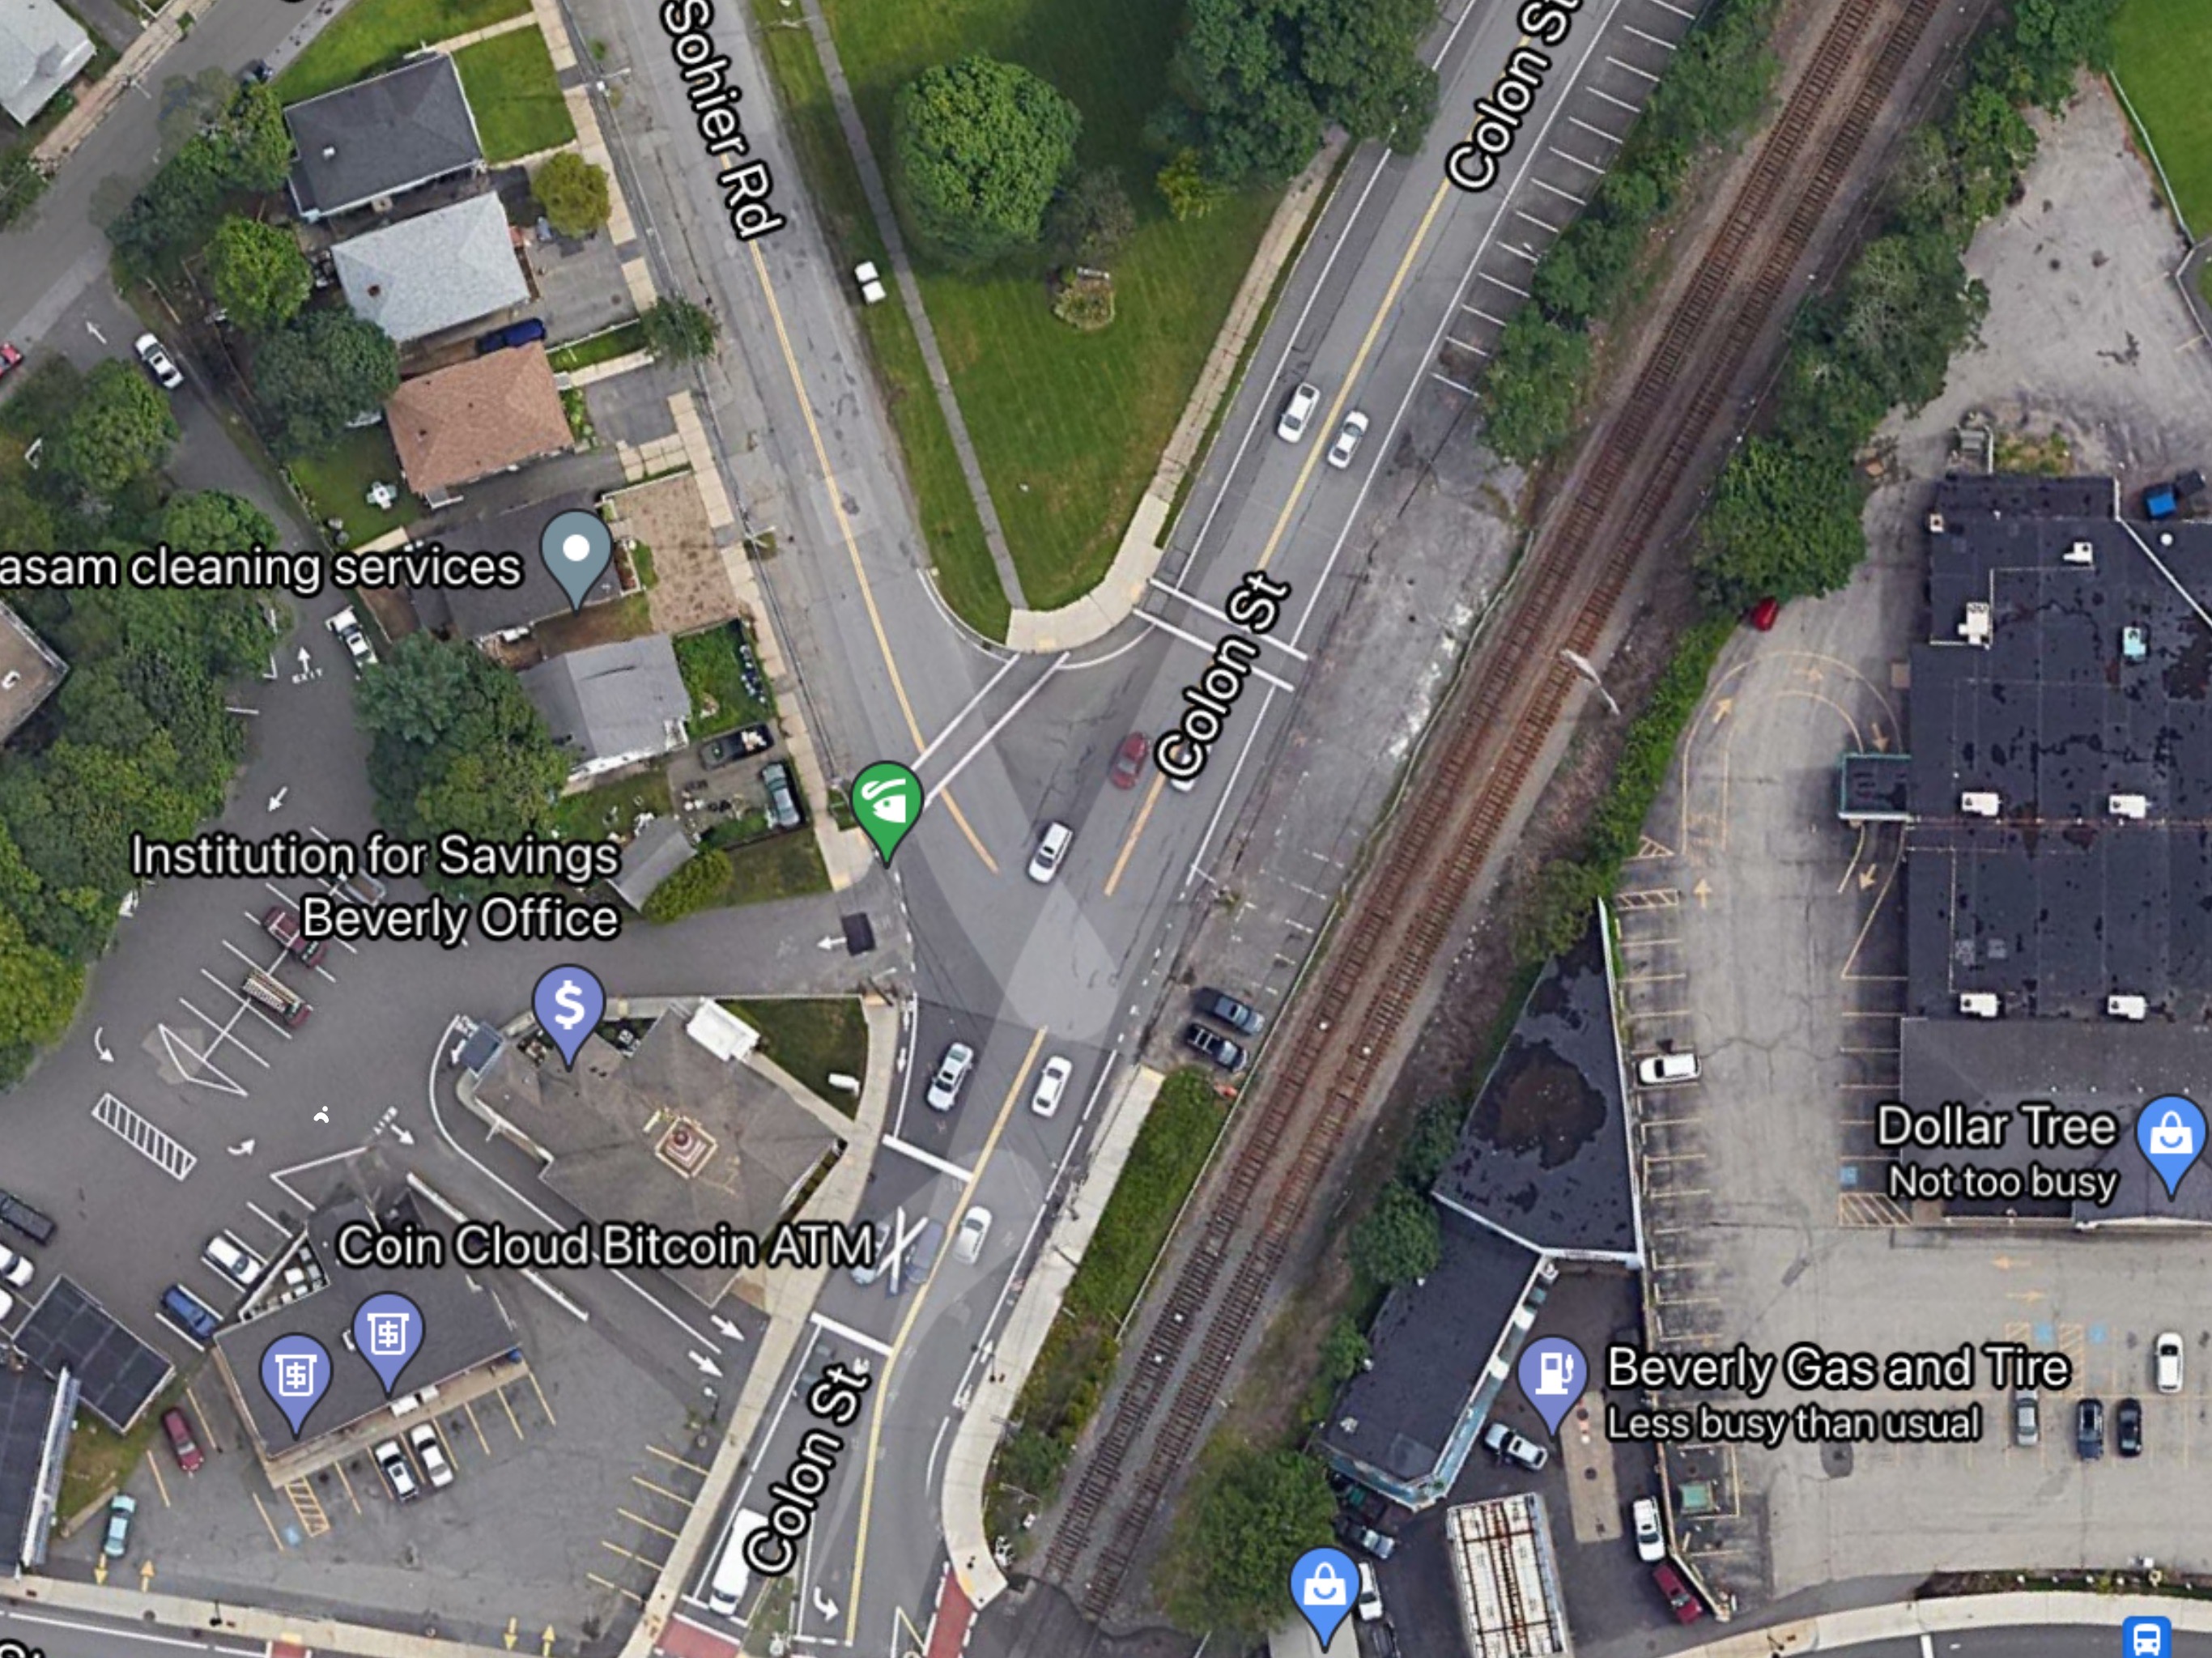 Sohier Rd
Colon St
asam cleaning services
Colon St
EXIT
Institution for Savings
Beverly Office
$
Dollar Tree
Not too busy
Coin Cloud Bitcoin ATM
$
$
Beverly Gas and Tire
Less busy than usual
Colon St